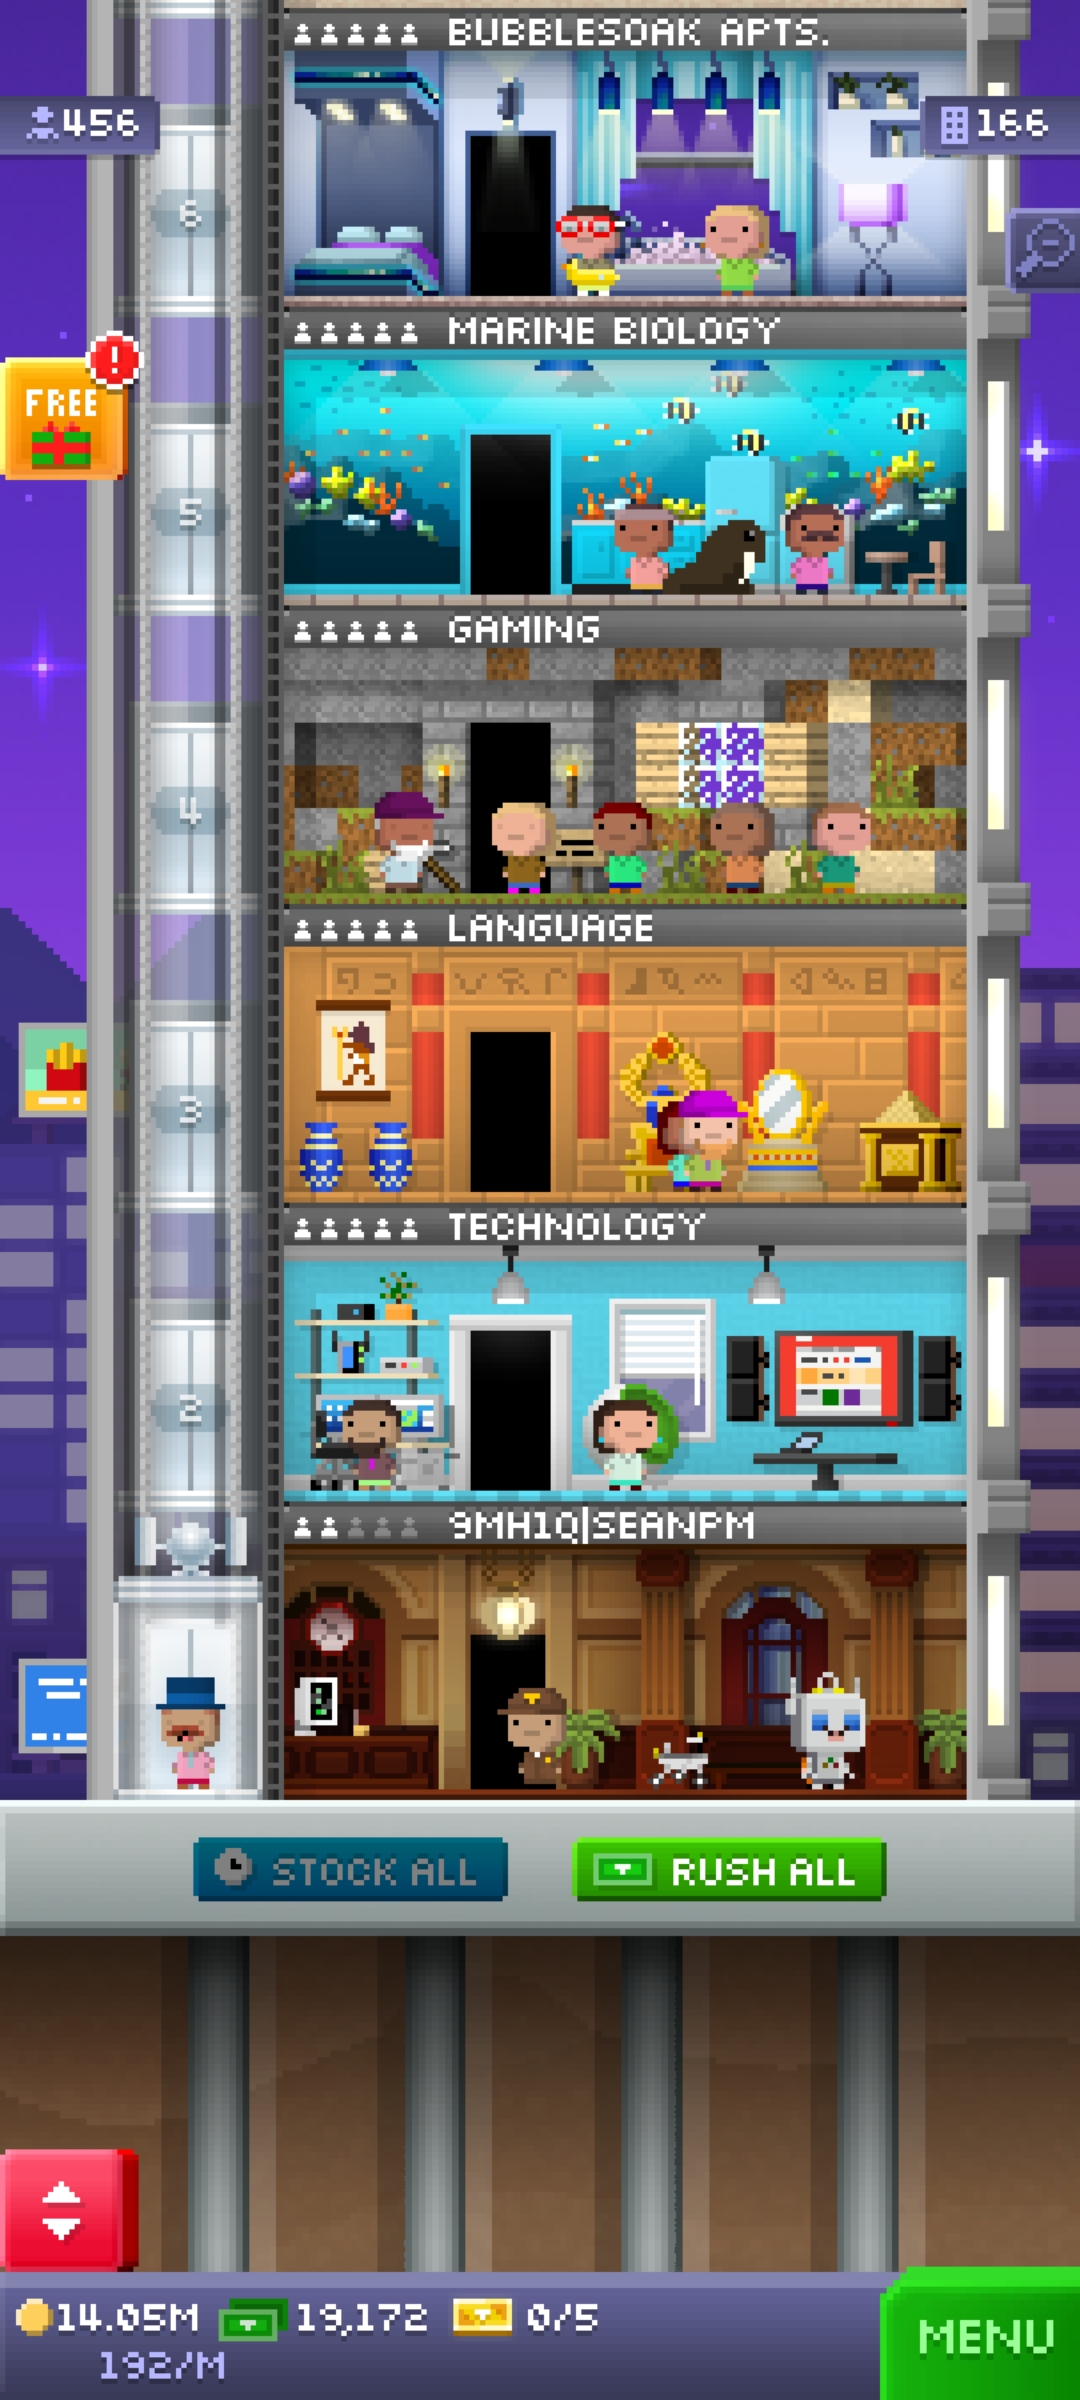 BUBBLESOAK APTS.
456
166
6
MARINE BIOLOGY
FREE
!
5
GAMING
4
LANGUAGE
3
TECHNOLOGY
2
9MH1Q|SEANPM
STOCK ALL
RUSH ALL
14.05M 19,172 0/5
192/M
MENU